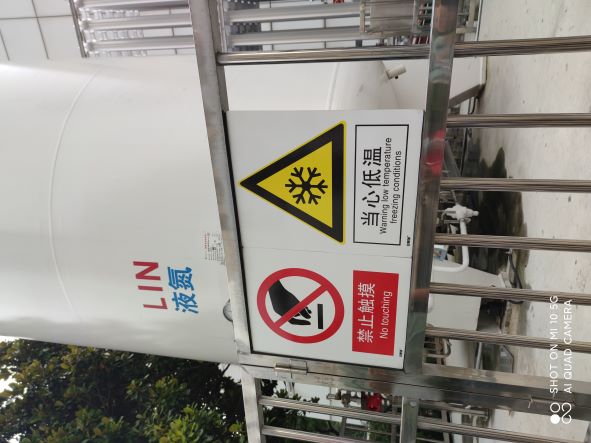 LIN
液氮
当心低温
Warning low temperature
freezing conditions
禁止触摸
No touching
SHOT ON MI 10 5G
AI QUAD CAMERA